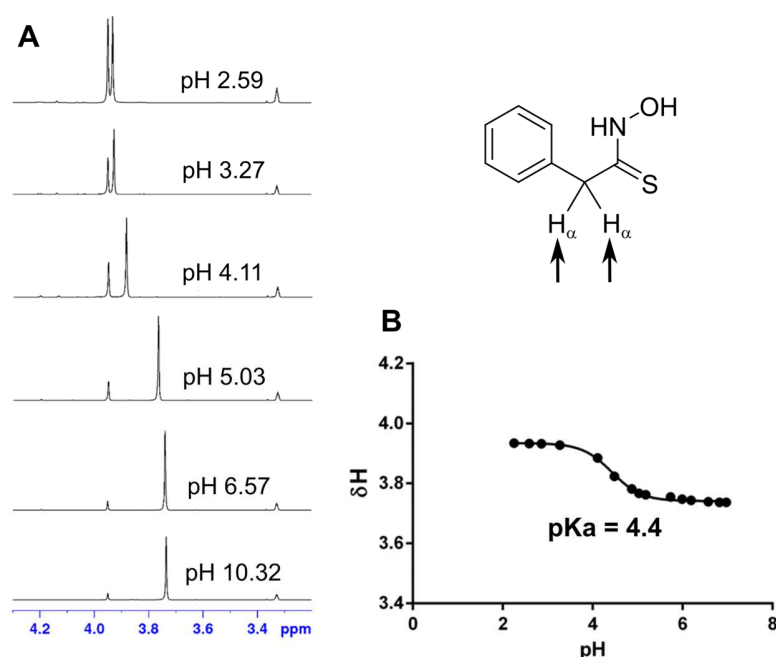 A
pH 2.59
pH 3.27
pH 4.11
pH 5.03
pH 6.57
pH 10.32
4.2 4.0 3.8 3.6 3.4 ppm
OH
HN
S
Hα Hα
B
4.2
4.0
3.8
3.6
3.4
δH
pKa = 4.4
0 2 4 6 8
pH